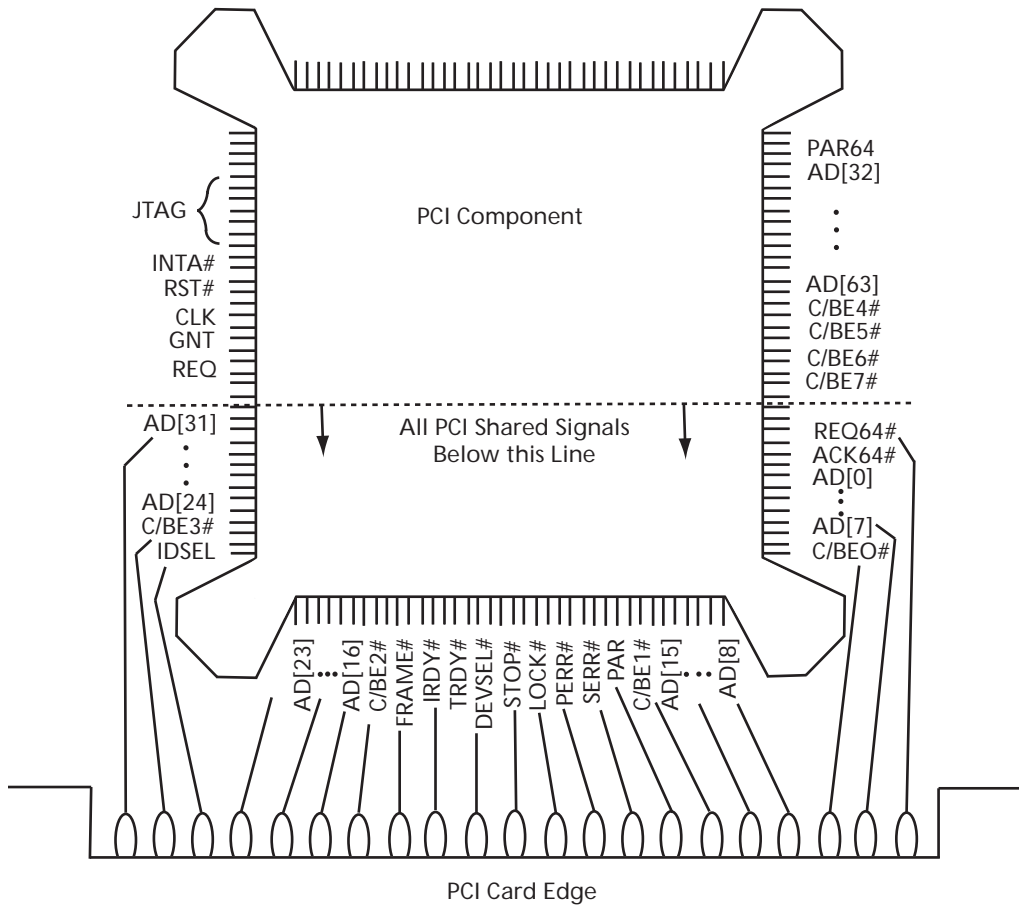 PCI Component
JTAG
INTA#
RST#
CLK
GNT
REQ
PAR64
AD[32]
AD[63]
C/BE4#
C/BE5#
C/BE6#
C/BE7#
All PCI Shared Signals
Below this Line
AD[31]
AD[24]
C/BE3#
IDSEL
REQ64#
ACK64#
AD[0]
AD[7]
C/BEO#
AD[23]
AD[16]
C/BE2#
FRAME#
IRDY#
TRDY#
DEVSEL#
STOP#
LOCK#
PERR#
SERR#
PAR
C/BE1#
AD[15]
AD[8]
PCI Card Edge